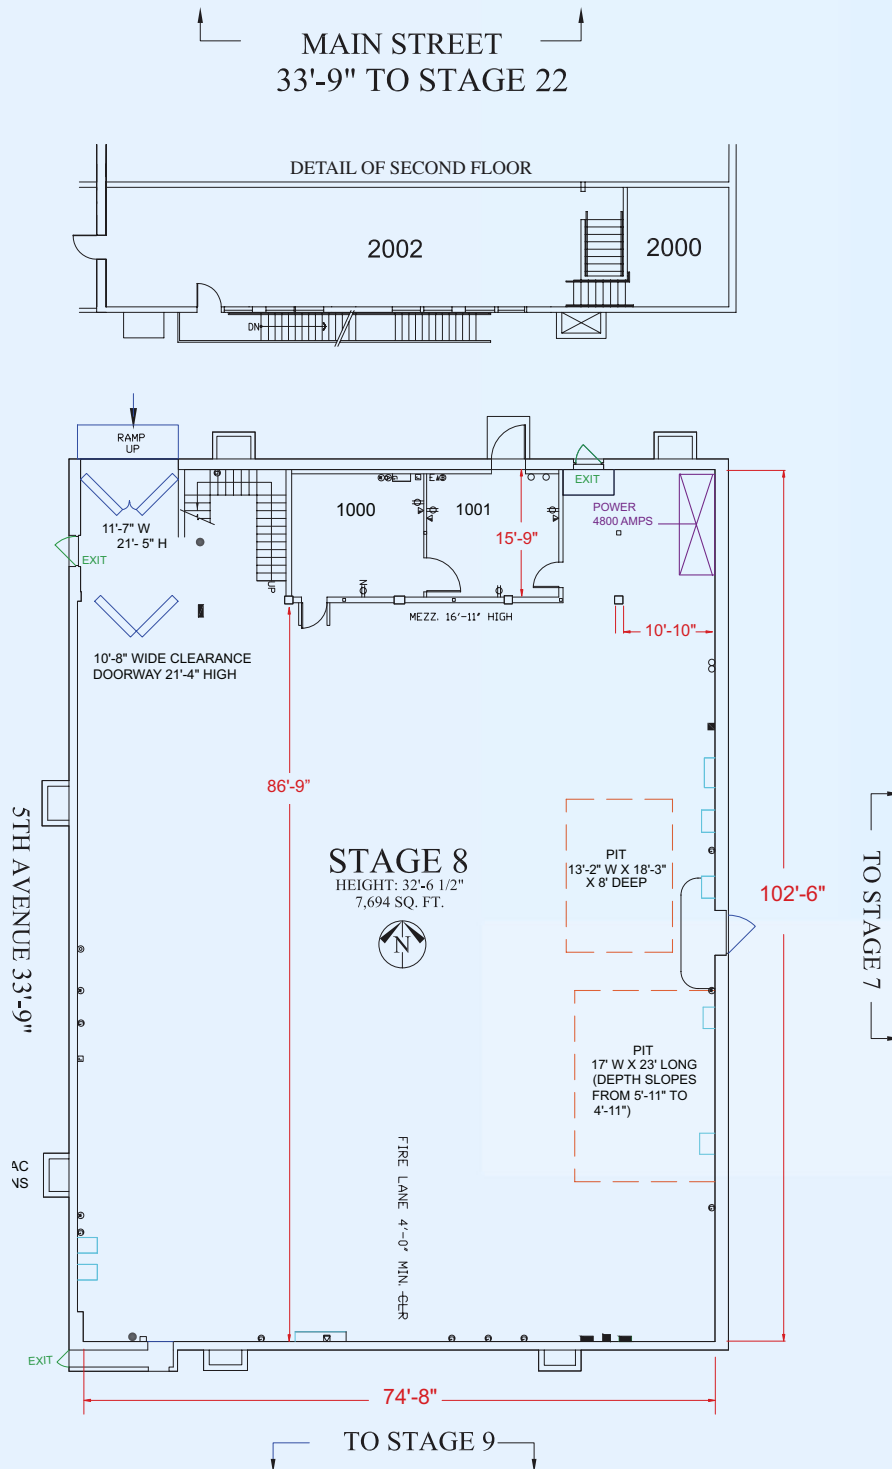 MAIN STREET
33'-9" TO STAGE 22
DETAIL OF SECOND FLOOR
2002
2000
DN
RAMP
UP
EXIT
1000
1001
POWER
4800 AMPS
11'-7" W
21'- 5" H
15'-9"
EXIT
UP
MEZZ. 16'-11" HIGH
10'-10"
10'-8" WIDE CLEARANCE
DOORWAY 21'-4" HIGH
86'-9"
5TH AVENUE 33'-9"
STAGE 8
HEIGHT: 32'-6 1/2"
7,694 SQ. FT.
N
PIT
13'-2" W X 18'-3"
X 8' DEEP
102'-6"
TO STAGE 7
PIT
17' W X 23' LONG
(DEPTH SLOPES
FROM 5'-11" TO
4'-11")
FIRE LANE 4'-0" MIN. CLR
AC
NS
EXIT
74'-8"
TO STAGE 9